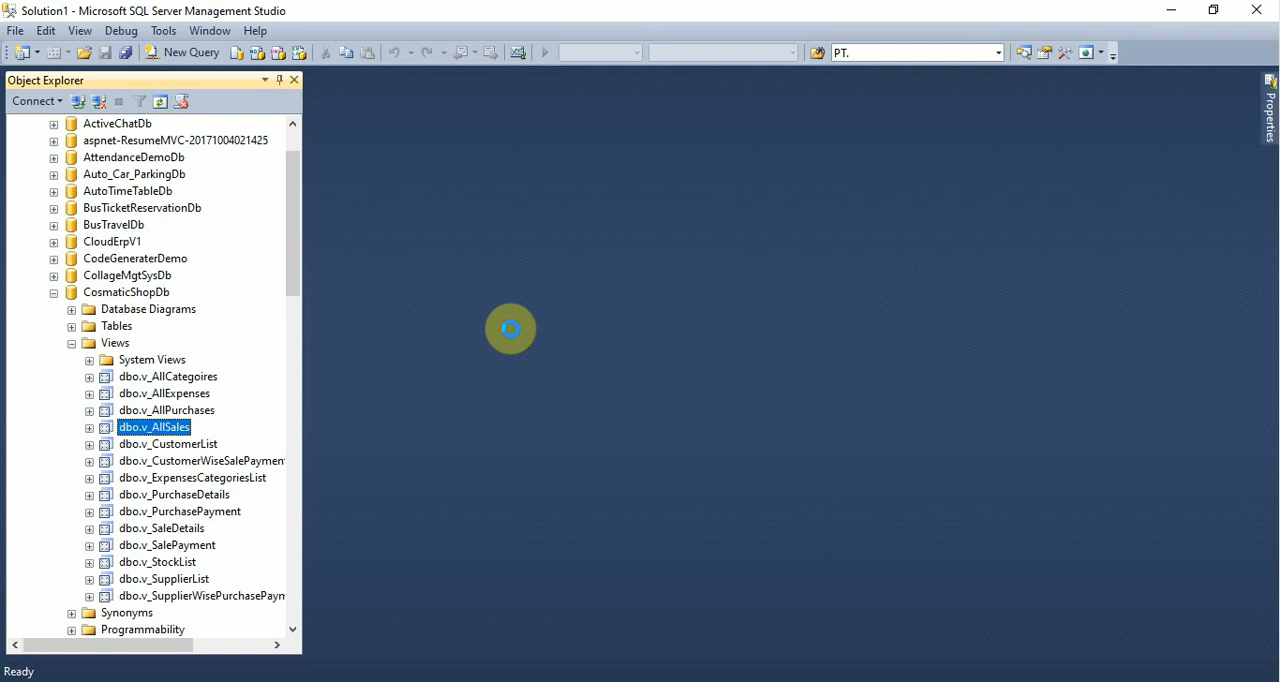 Solution1 - Microsoft SQL Server Management Studio
File Edit View Debug Tools Window Help
New Query PT.
Object Explorer
Connect
ActiveChatDb
aspnet-ResumeMVC-20171004021425
AttendanceDemoDb
Auto_Car_ParkingDb
AutoTimeTableDb
BusTicketReservationDb
BusTravelDb
CloudErpV1
CodeGeneraterDemo
CollageMgtSysDb
CosmaticShopDb
Database Diagrams
Tables
Views
System Views
dbo.v_AllCategoires
dbo.v_AllExpenses
dbo.v_AllPurchases
dbo.v_AllSales
dbo.v_CustomerList
dbo.v_CustomerWiseSalePayment
dbo.v_ExpensesCategoriesList
dbo.v_PurchaseDetails
dbo.v_PurchasePayment
dbo.v_SaleDetails
dbo.v_SalePayment
dbo.v_StockList
dbo.v_SupplierList
dbo.v_SupplierWisePurchasePaym
Synonyms
Programmability
Properties
Ready